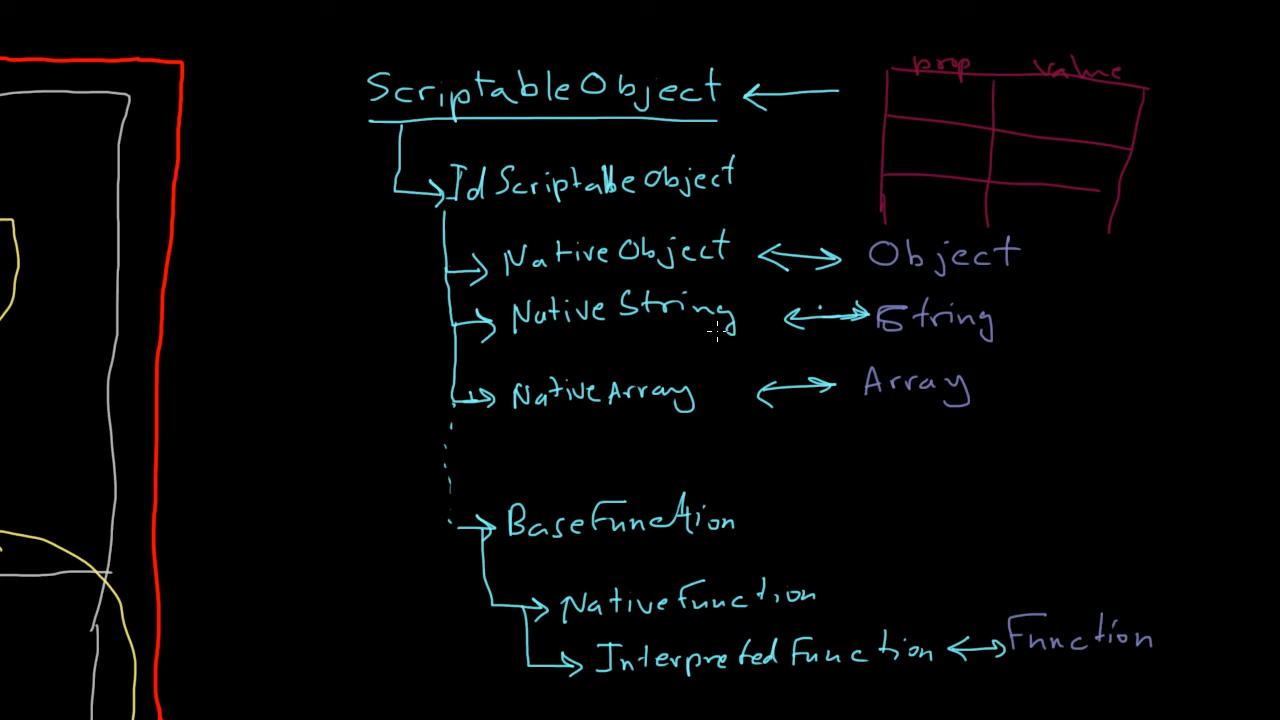 prop value
ScriptableObject
IdScriptableObject
NativeObject Object
NativeString String
NativeArray Array
BaseFunction
NativeFunction
InterpretedFunction Function